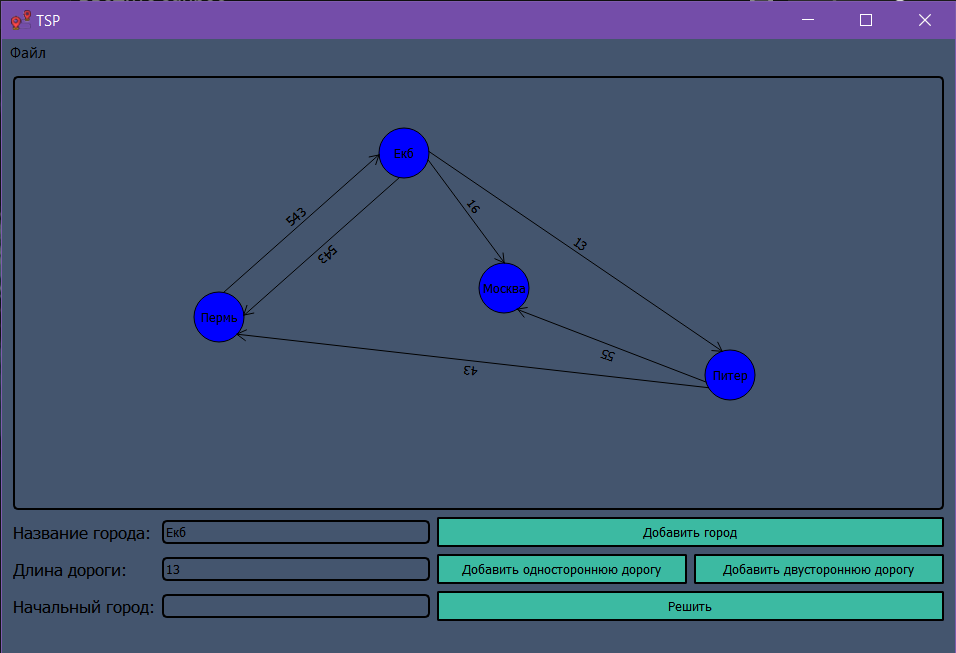 TSP
Файл
Екб
543
16
13
543
Москва
Пермь
55
43
Питер
Название города: Екб Добавить город
Длина дороги: 13 Добавить одностороннюю дорогу Добавить двустороннюю дорогу
Начальный город: Решить